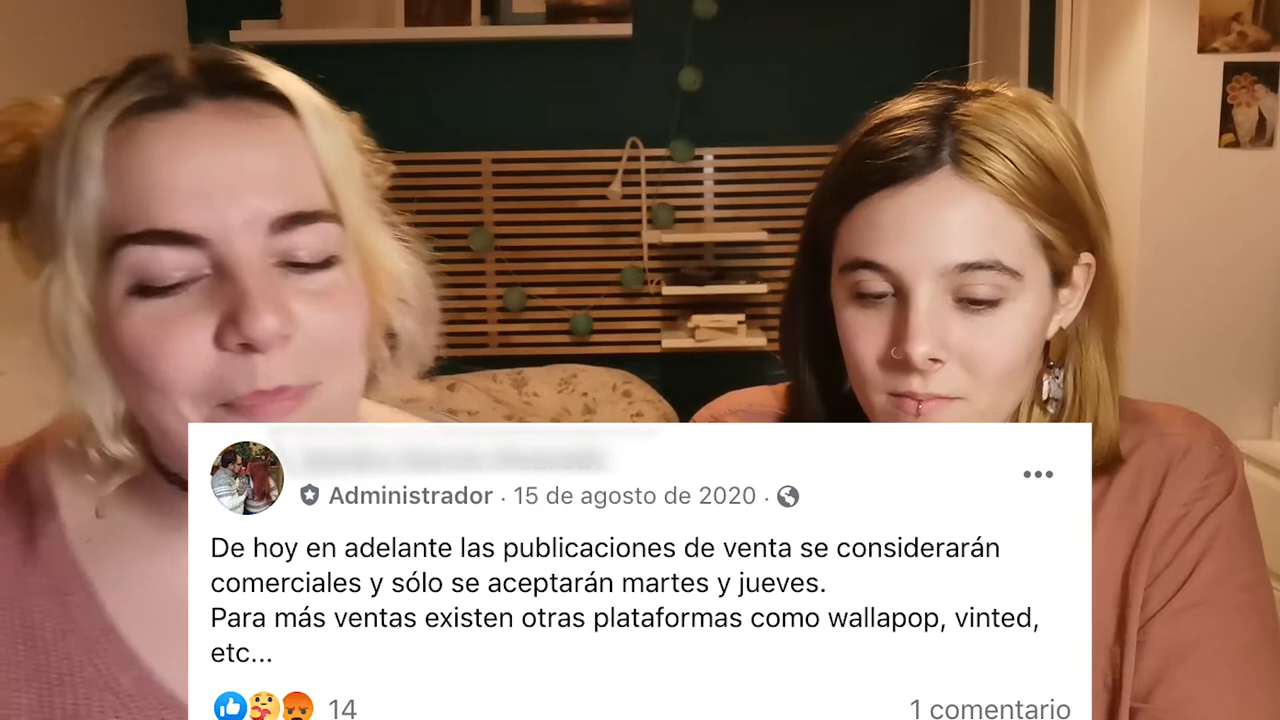 Administrador · 15 de agosto de 2020 ·
De hoy en adelante las publicaciones de venta se considerarán
comerciales y sólo se aceptarán martes y jueves.
Para más ventas existen otras plataformas como wallapop, vinted,
etc...
14
1 comentario